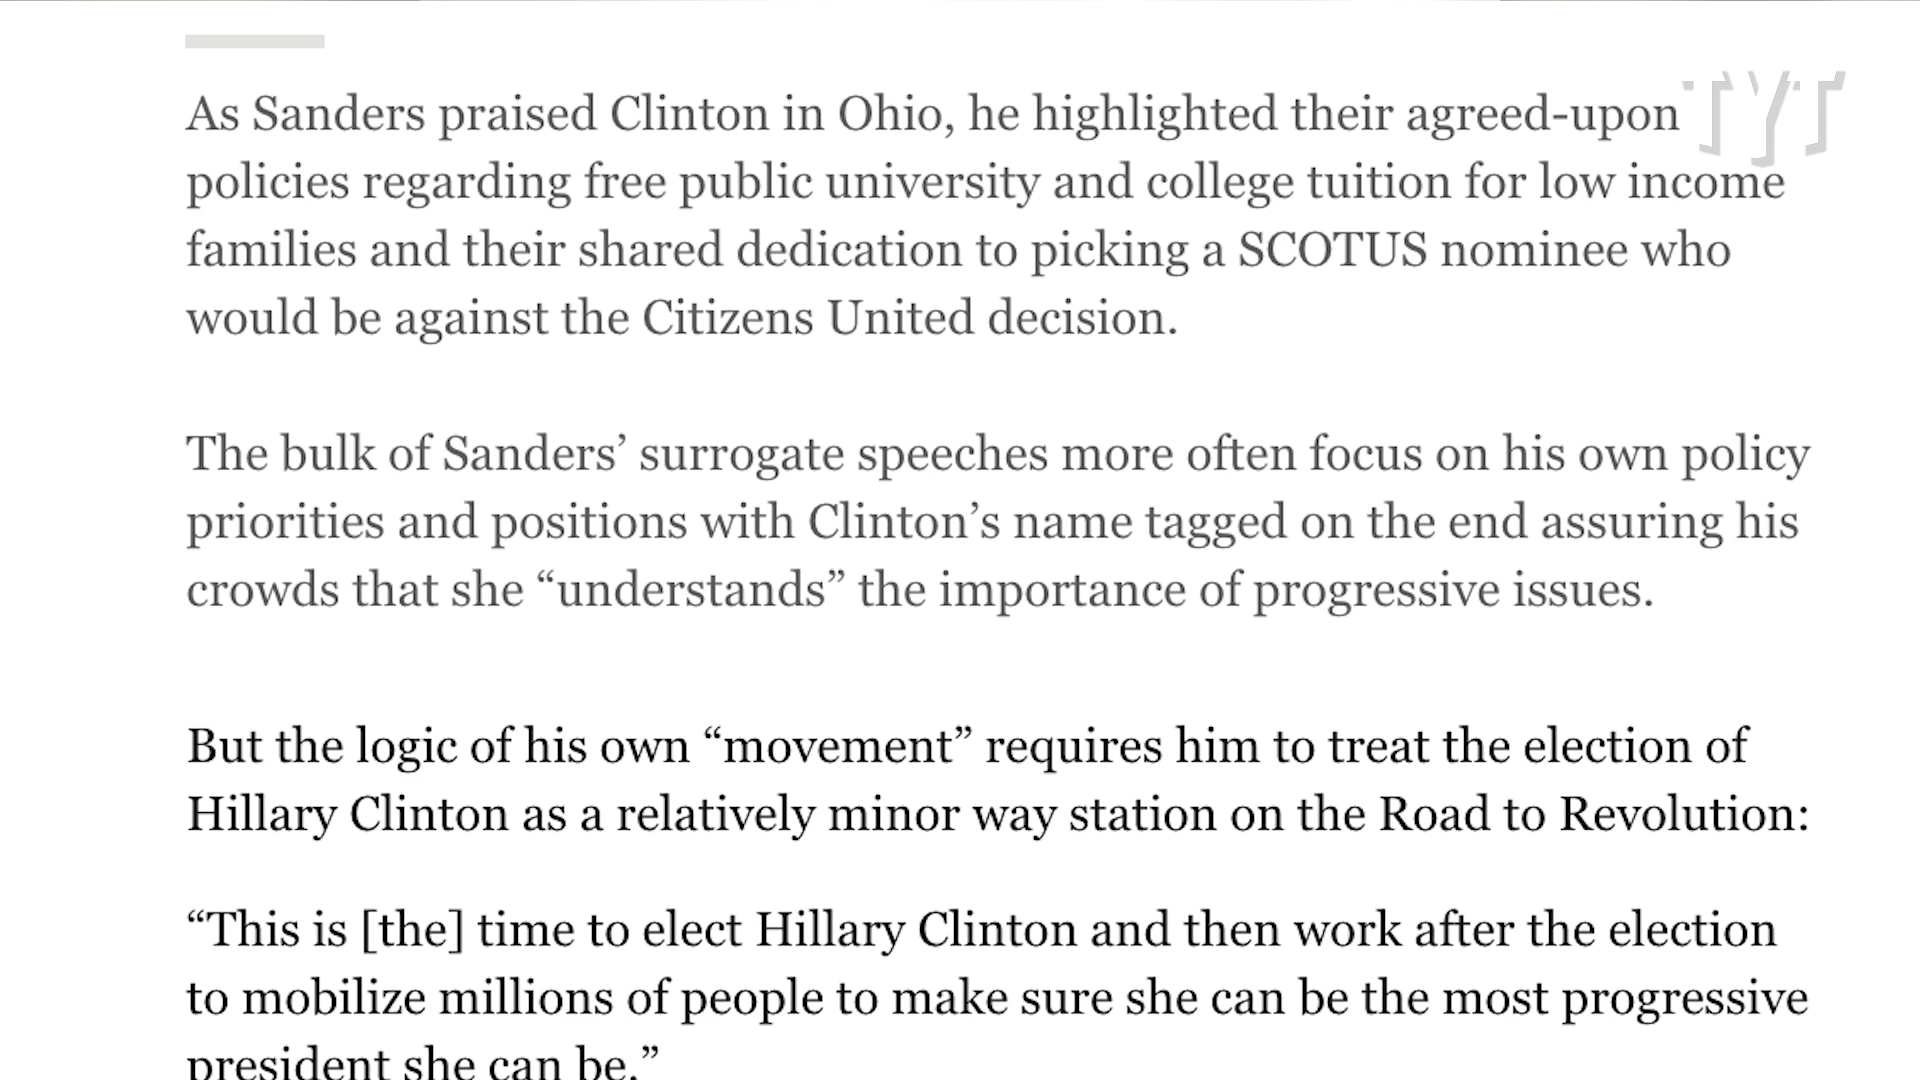 TYT
As Sanders praised Clinton in Ohio, he highlighted their agreed-upon
policies regarding free public university and college tuition for low income
families and their shared dedication to picking a SCOTUS nominee who
would be against the Citizens United decision.
The bulk of Sanders’ surrogate speeches more often focus on his own policy
priorities and positions with Clinton’s name tagged on the end assuring his
crowds that she “understands” the importance of progressive issues.
But the logic of his own “movement” requires him to treat the election of
Hillary Clinton as a relatively minor way station on the Road to Revolution:
“This is [the] time to elect Hillary Clinton and then work after the election
to mobilize millions of people to make sure she can be the most progressive
president she can be.”